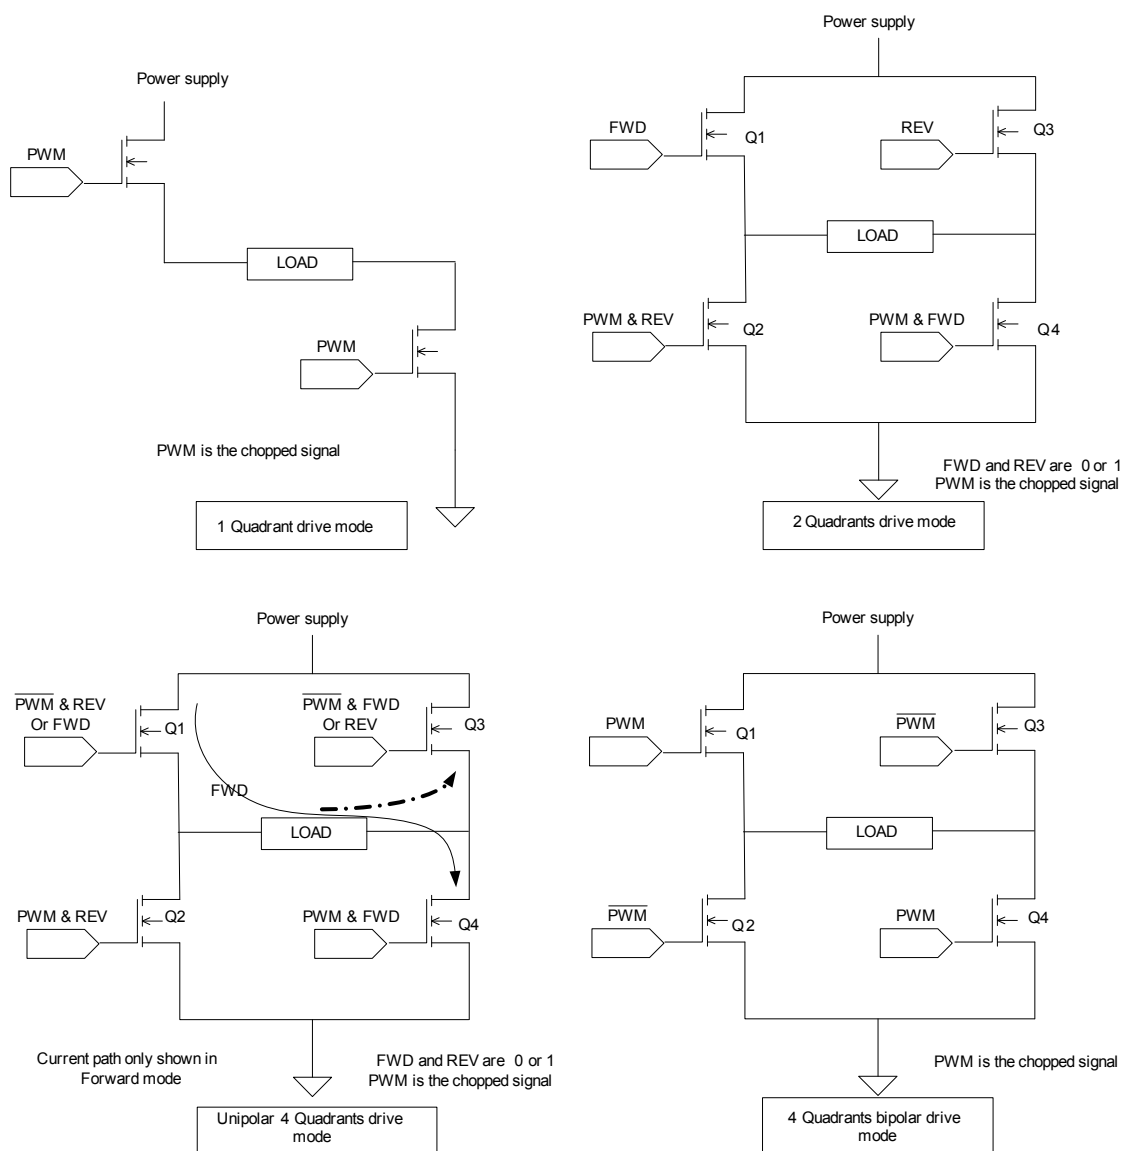 Power supply
PWM
LOAD
PWM
PWM is the chopped signal
1 Quadrant drive mode
Power supply
FWD
Q1
REV
Q3
LOAD
PWM & REV
Q2
PWM & FWD
Q4
FWD and REV are 0 or 1
PWM is the chopped signal
2 Quadrants drive mode
Power supply
P̅W̅M̅ & REV
Or FWD
Q1
P̅W̅M̅ & FWD
Or REV
Q3
FWD
LOAD
PWM & REV
Q2
PWM & FWD
Q4
Current path only shown in
Forward mode
FWD and REV are 0 or 1
PWM is the chopped signal
Unipolar 4 Quadrants drive
mode
Power supply
PWM
Q1
P̅W̅M̅
Q3
LOAD
P̅W̅M̅
Q2
PWM
Q4
PWM is the chopped signal
4 Quadrants bipolar drive
mode